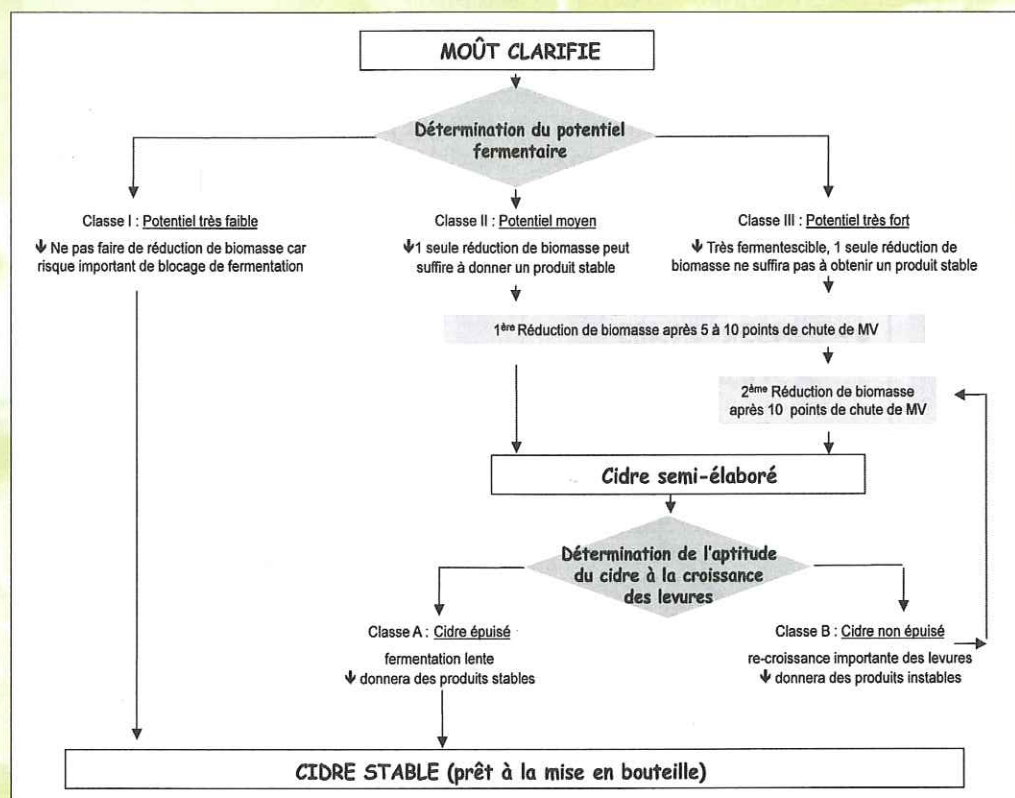 MOÛT CLARIFIE
Détermination du potentiel
fermentaire
Classe I : Potentiel très faible
Ne pas faire de réduction de biomasse car
risque important de blocage de fermentation
Classe II : Potentiel moyen
1 seule réduction de biomasse peut
suffire à donner un produit stable
Classe III : Potentiel très fort
Très fermentescible, 1 seule réduction de
biomasse ne suffira pas à obtenir un produit stable
1ère Réduction de biomasse après 5 à 10 points de chute de MV
2ème Réduction de biomasse
après 10 points de chute de MV
Cidre semi-élaboré
Détermination de l'aptitude
du cidre à la croissance
des levures
Classe A : Cidre épuisé
fermentation lente
donnera des produits stables
Classe B : Cidre non épuisé
re-croissance importante des levures
donnera des produits instables
CIDRE STABLE (prêt à la mise en bouteille)